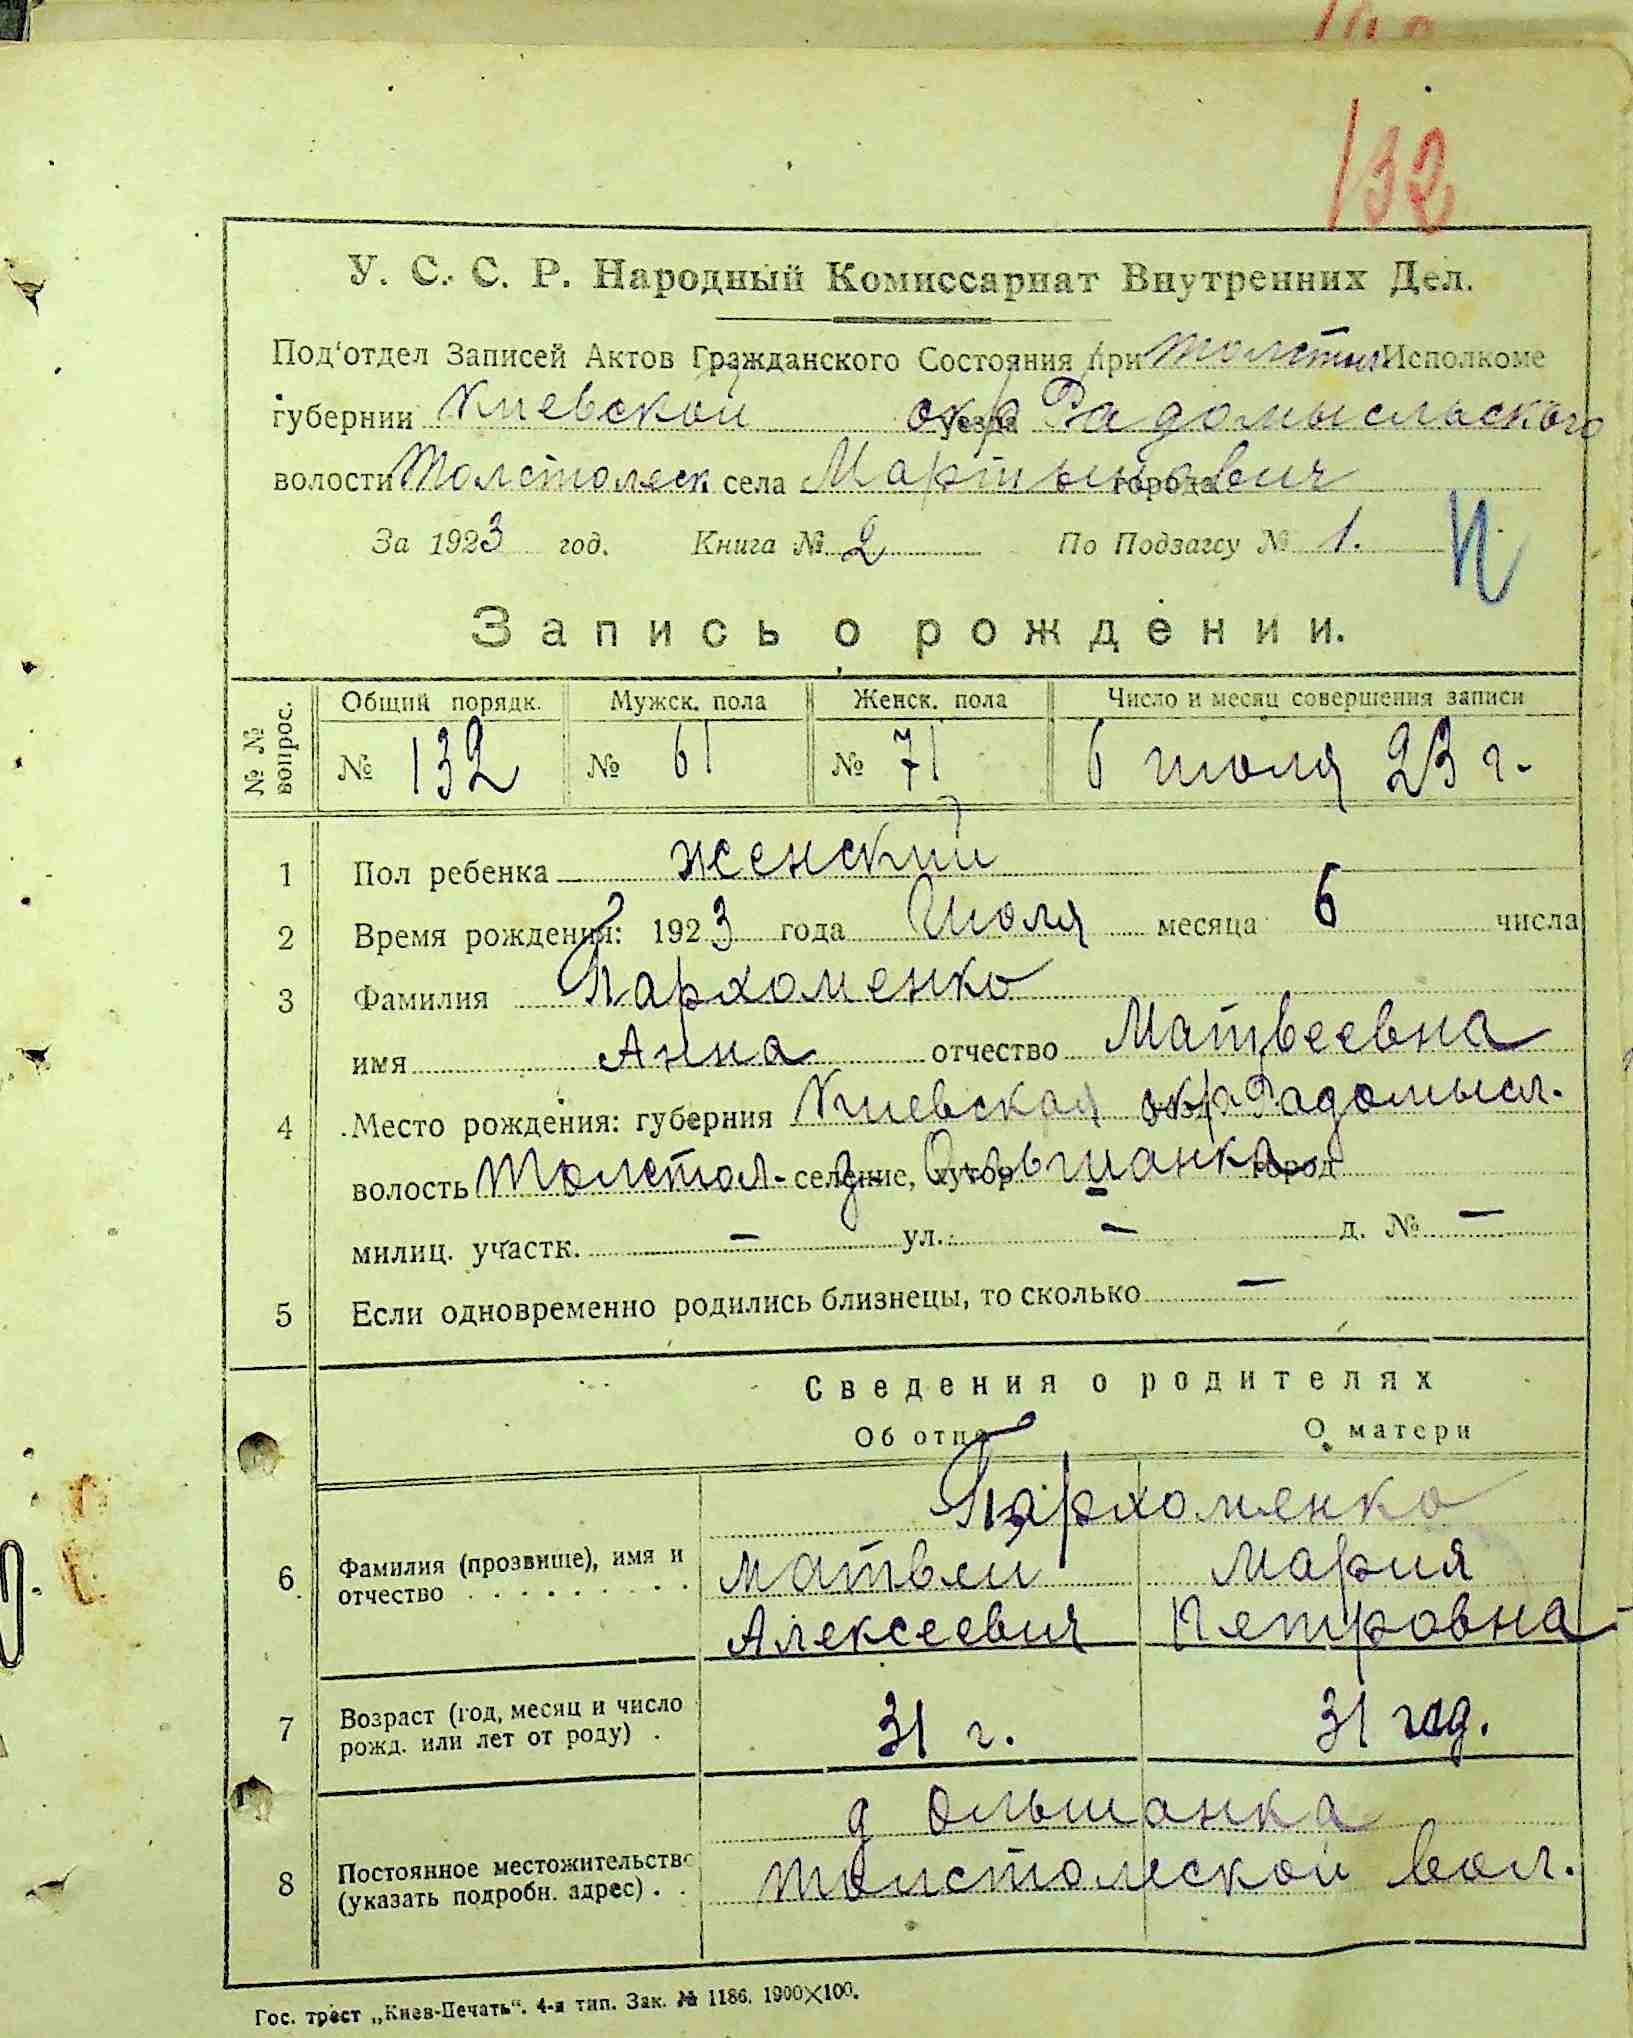 132
У. С. С. Р. Народный Комиссариат Внутренних Дел.
Под'отдел Записей Актов Гражданского Состояния при Толстол Исполкоме
губернии Киевской уезда окр Радомысльского
волости Толстолеск села Мартынович города
За 1923 год. Книга № 2 По Подзагсу № 1.
Запись о рождении.
№ № вопрос. Общий порядк. Мужск. пола Женск. пола Число и месяц совершения записи
№ 132 № 61 № 71 6 июля 23 г.
1 Пол ребенка женский
2 Время рождения: 1923 года Июля месяца 6 числа
3 Фамилия Пархоменко
имя Анна отчество Матвеевна
4 Место рождения: губерния Киевская окр. Радомысл.
волость Толстол- селение, хутор д. Ольшанка город
милиц. участк. — ул. — д. № —
5 Если одновременно родились близнецы, то сколько —
Сведения о родителях
Об отце О матери
Пархоменко
6 Фамилия (прозвище), имя и отчество Матвей Мария
Алексеевич Петровна
7 Возраст (год, месяц и число рожд. или лет от роду) 31 г. 31 год.
д Ольшанка
8 Постоянное местожительство (указать подробн. адрес) Толстолеской вол.
Гос. трест „Киев-Печать“. 4-я тип. Зак. № 1186. 1900×100.